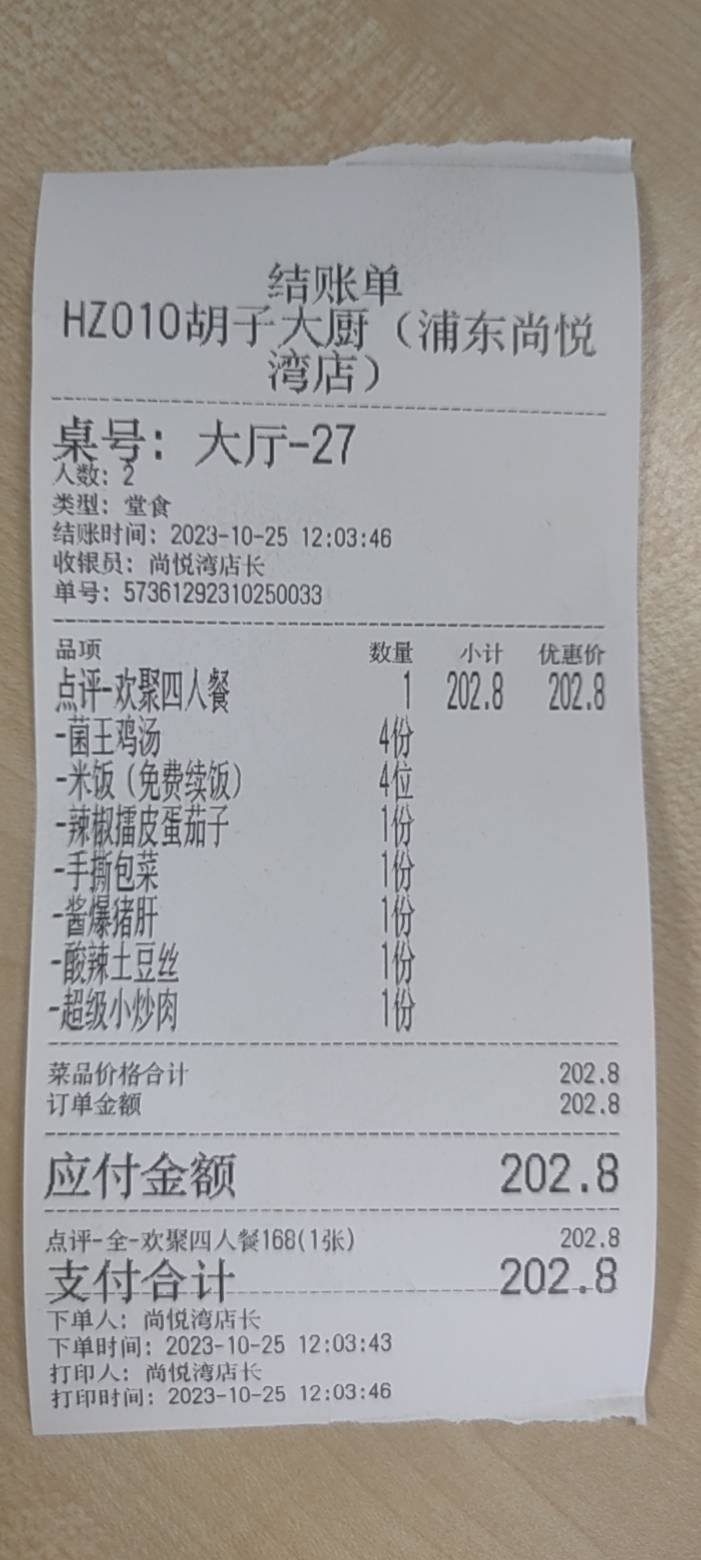 结账单
HZ010胡子大厨（浦东尚悦
湾店）
桌号：大厅-27
人数：2
类型：堂食
结账时间：2023-10-25 12:03:46
收银员：尚悦湾店长
单号：57361292310250033
品项 数量 小计 优惠价
点评-欢聚四人餐 1 202.8 202.8
-菌王鸡汤 4份
-米饭（免费续饭） 4位
-辣椒擂皮蛋茄子 1份
-手撕包菜 1份
-酱爆猪肝 1份
-酸辣土豆丝 1份
-超级小炒肉 1份
菜品价格合计 202.8
订单金额 202.8
应付金额 202.8
点评-全-欢聚四人餐168(1张) 202.8
支付合计 202.8
下单人：尚悦湾店长
下单时间：2023-10-25 12:03:43
打印人：尚悦湾店长
打印时间：2023-10-25 12:03:46